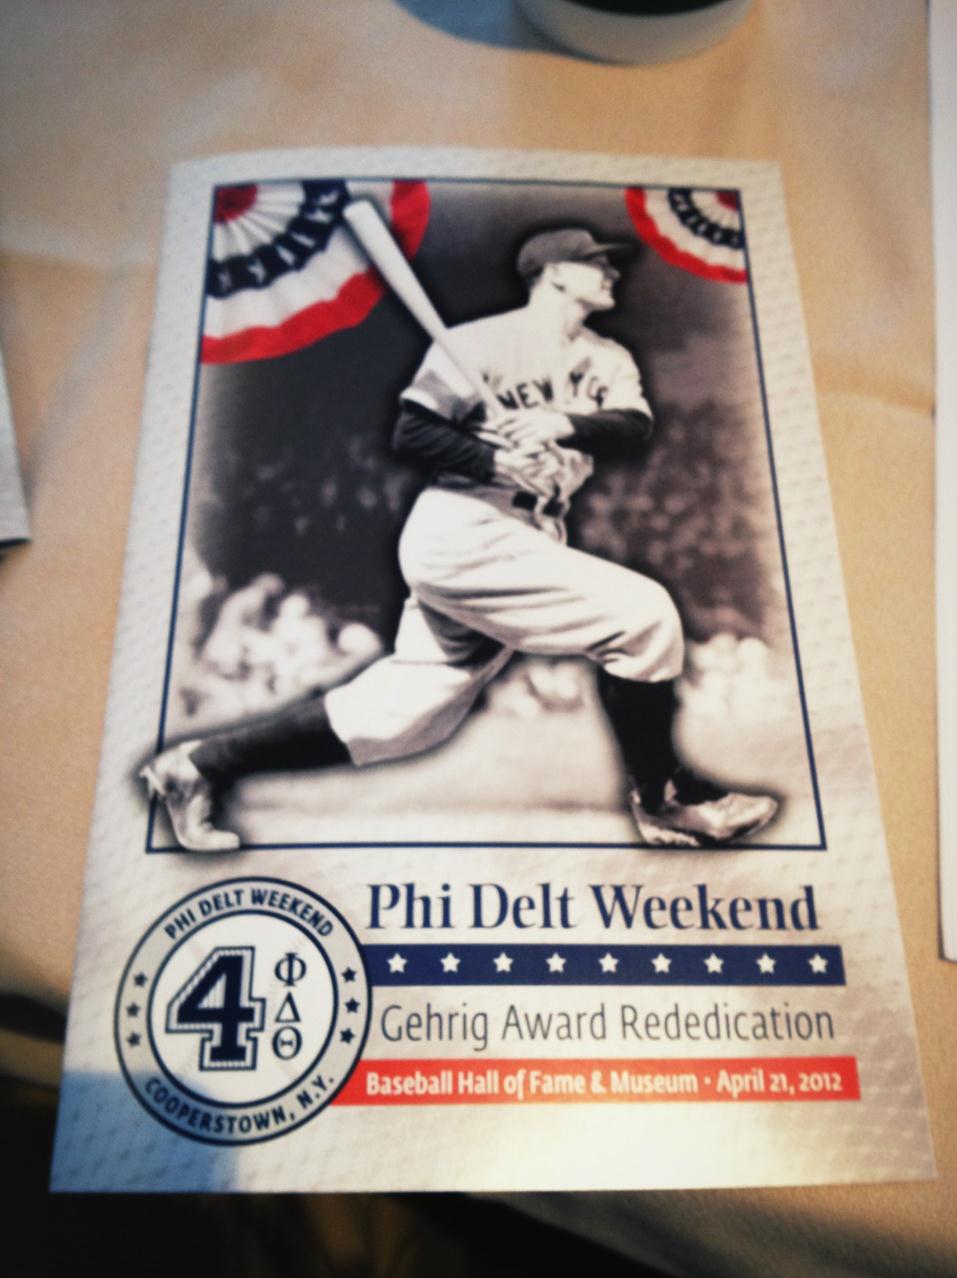 NEW YO
Phi Delt Weekend
Gehrig Award Rededication
Baseball Hall of Fame & Museum · April 21, 2012
PHI DELT WEEKEND
4
Φ
Δ
Θ
COOPERSTOWN, N.Y.